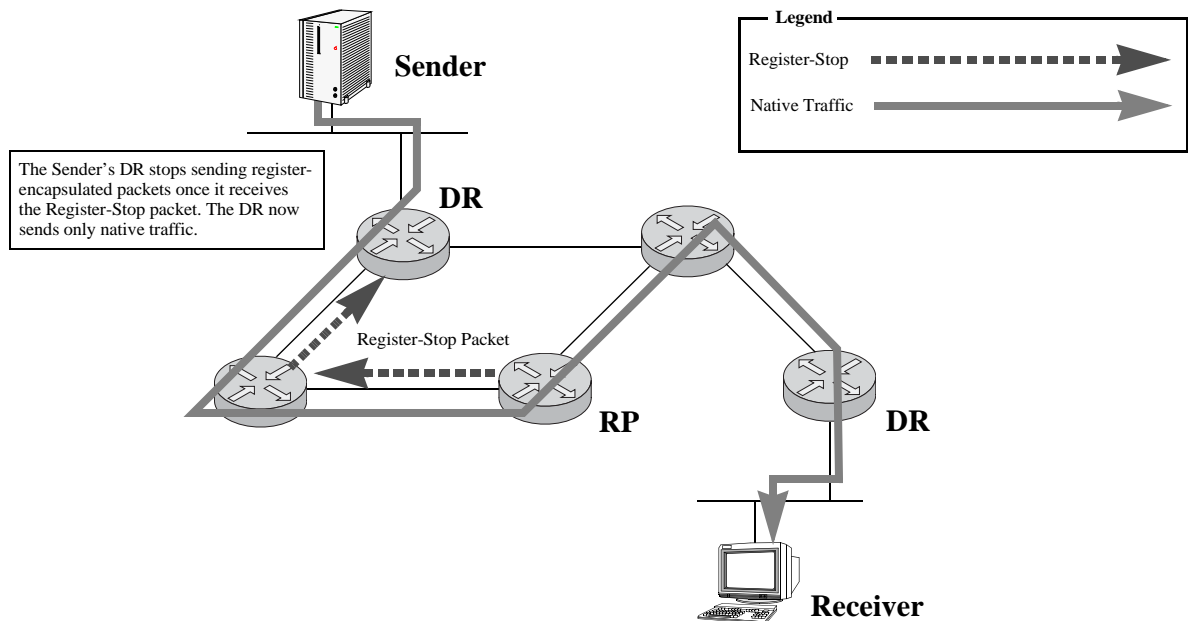 Legend
Register-Stop
Native Traffic
Sender
The Sender’s DR stops sending register-
encapsulated packets once it receives
the Register-Stop packet. The DR now
sends only native traffic.
DR
Register-Stop Packet
RP
DR
Receiver